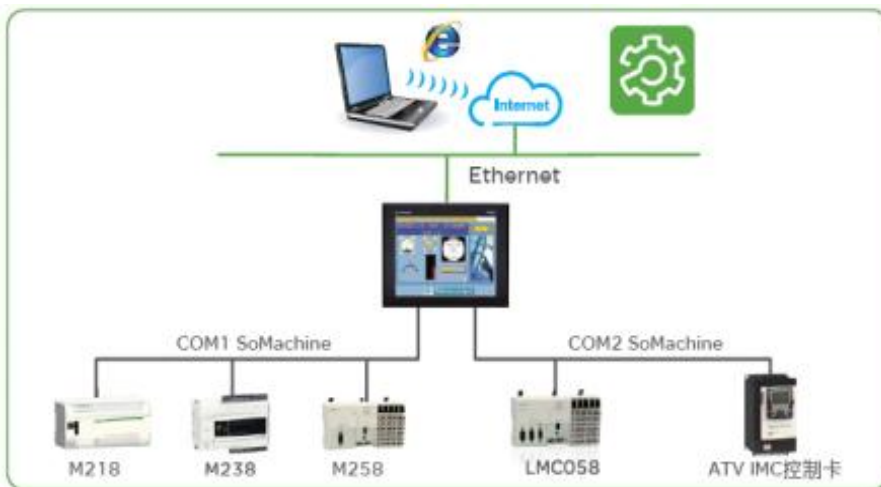 Internet
Ethernet
COM1 SoMachine
COM2 SoMachine
M218
M238
M258
LMC058
ATV IMC控制卡